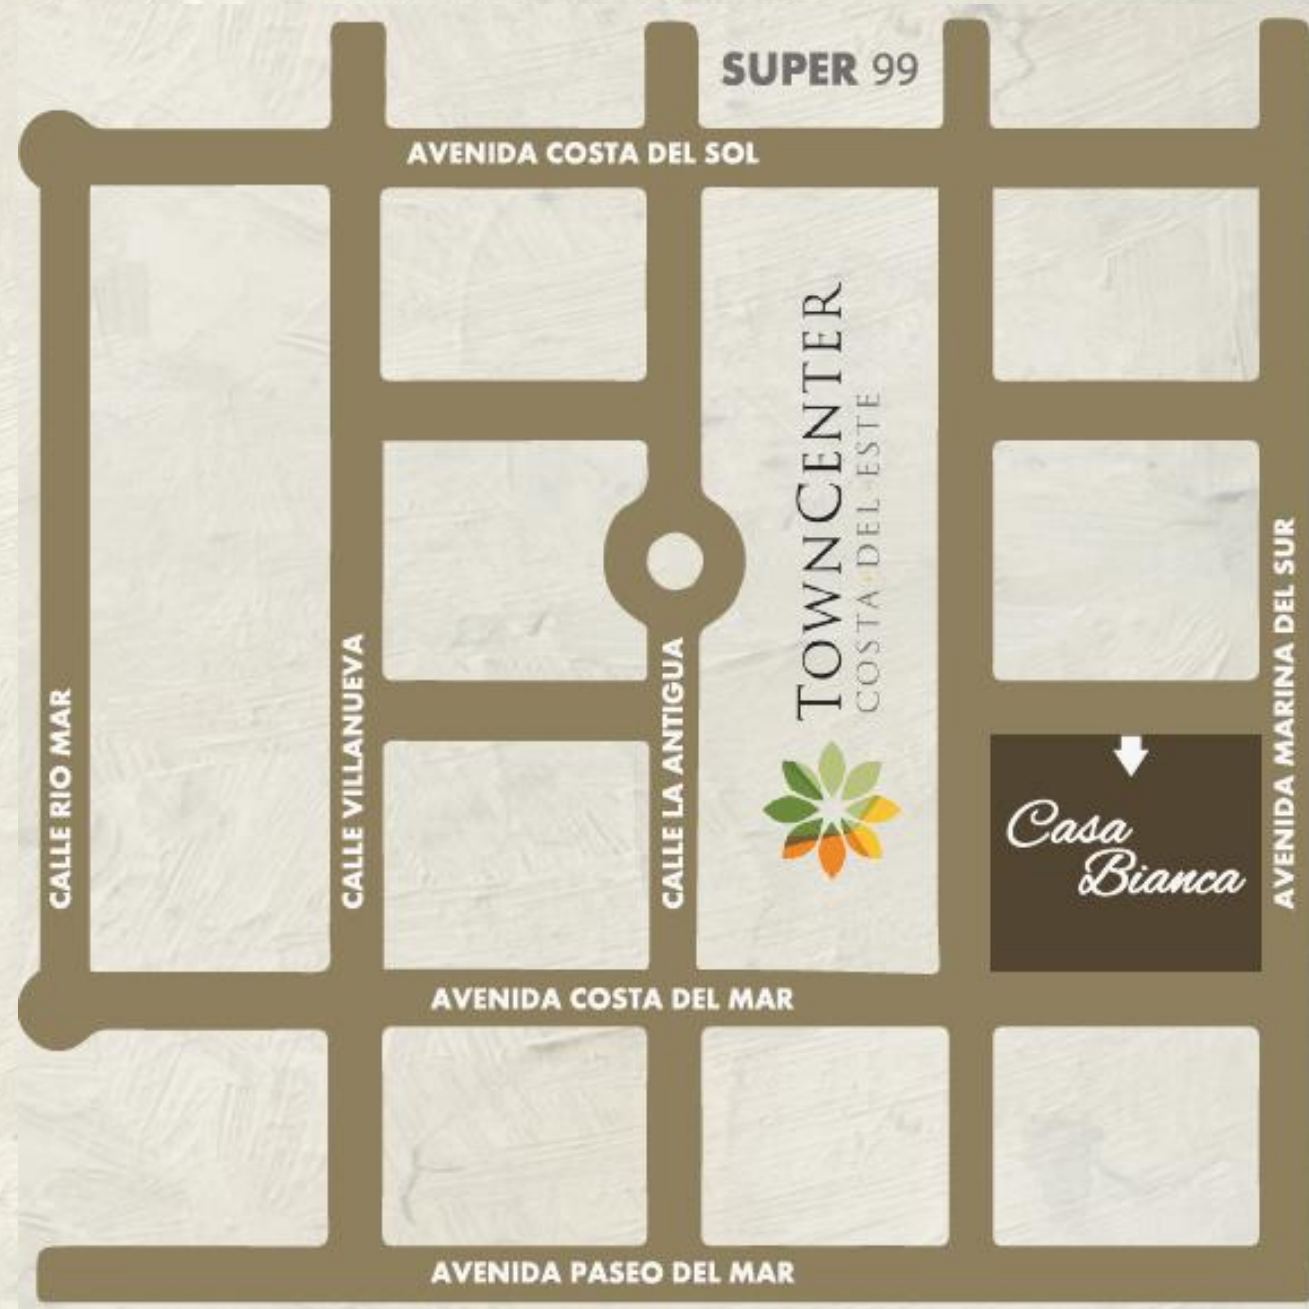 SUPER 99
AVENIDA COSTA DEL SOL
TOWNCENTER
COSTA DEL ESTE
CALLE RIO MAR
CALLE VILLANUEVA
CALLE LA ANTIGUA
AVENIDA MARINA DEL SUR
Casa
Bianca
AVENIDA COSTA DEL MAR
AVENIDA PASEO DEL MAR